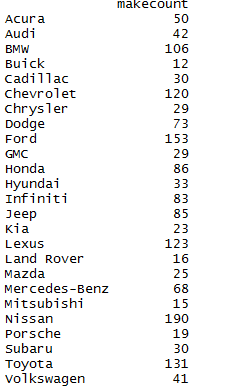 makecount
Acura 50
Audi 42
BMW 106
Buick 12
Cadillac 30
Chevrolet 120
Chrysler 29
Dodge 73
Ford 153
GMC 29
Honda 86
Hyundai 33
Infiniti 83
Jeep 85
Kia 23
Lexus 123
Land Rover 16
Mazda 25
Mercedes-Benz 68
Mitsubishi 15
Nissan 190
Porsche 19
Subaru 30
Toyota 131
Volkswagen 41